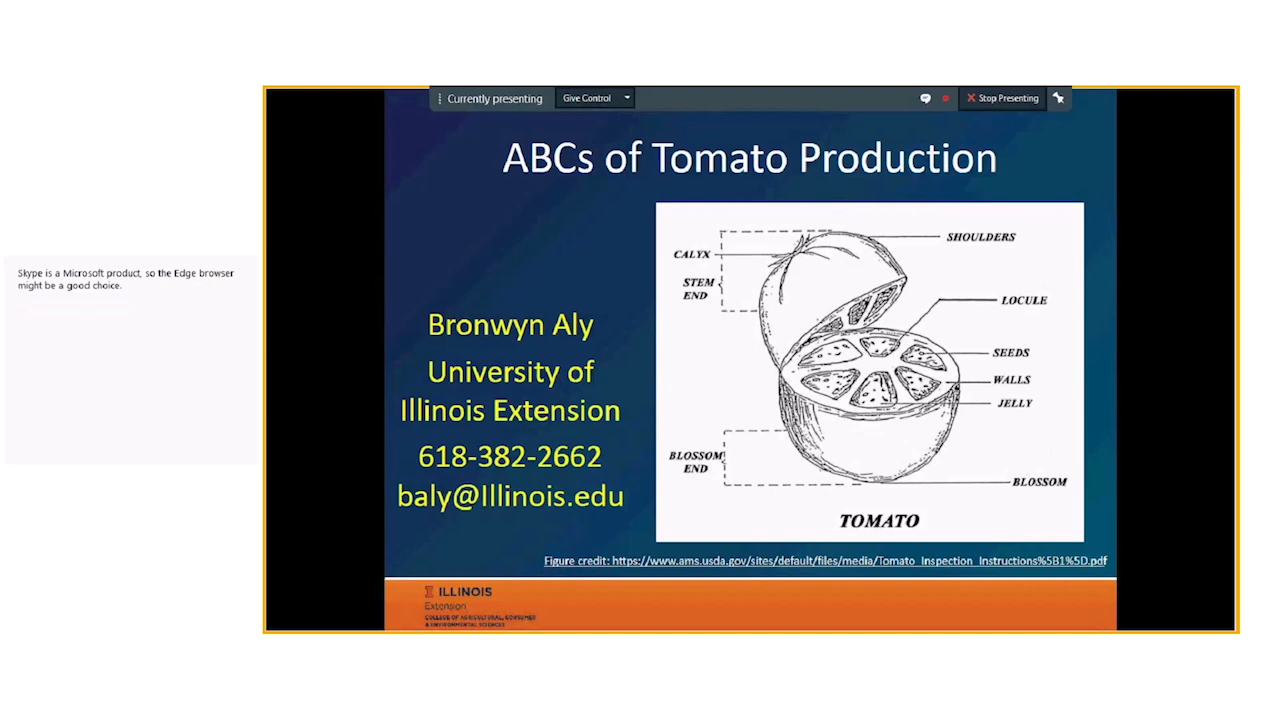 Currently presenting
Give Control
Stop Presenting
ABCs of Tomato Production
Skype is a Microsoft product, so the Edge browser
might be a good choice.
Bronwyn Aly
University of
Illinois Extension
618-382-2662
baly@Illinois.edu
SHOULDERS
CALYX
STEM
END
LOCULE
SEEDS
WALLS
JELLY
BLOSSOM
END
BLOSSOM
TOMATO
Figure credit: https://www.ams.usda.gov/sites/default/files/media/Tomato_Inspection_Instructions%5B1%5D.pdf
I ILLINOIS
Extension
COLLEGE OF AGRICULTURAL, CONSUMER
& ENVIRONMENTAL SCIENCES